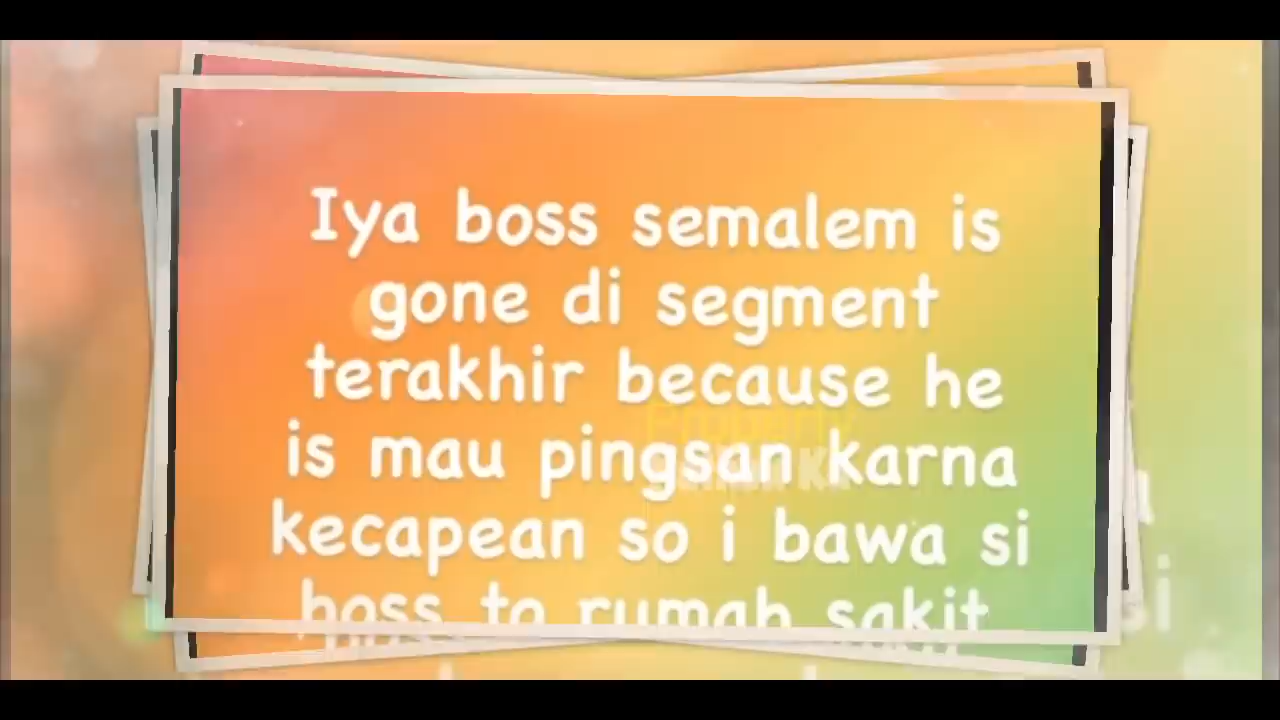 Iya boss semalem is
gone di segment
terakhir because he
is mau pingsan karna
kecapean so i bawa si
boss to rumah sakit